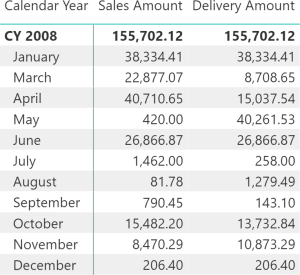 Calendar Year Sales Amount Delivery Amount
CY 2008 155,702.12 155,702.12
January 38,334.41 38,334.41
March 22,877.07 8,708.65
April 40,710.65 15,037.54
May 420.00 40,261.53
June 26,866.87 26,866.87
July 1,462.00 258.00
August 81.78 1,279.49
September 790.45 143.10
October 15,482.20 13,732.84
November 8,470.29 10,873.29
December 206.40 206.40